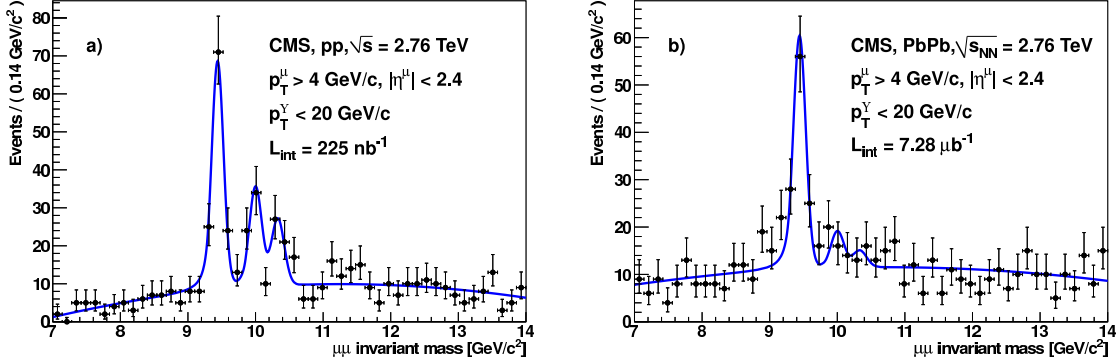 Events / ( 0.14 GeV/c² )
80
70
60
50
40
30
20
10
0
a)
CMS, pp, √s = 2.76 TeV
p_T^μ > 4 GeV/c, |η^μ| < 2.4
p_T^Υ < 20 GeV/c
L_int = 225 nb⁻¹
7 8 9 10 11 12 13 14
μμ invariant mass [GeV/c²]
Events / ( 0.14 GeV/c² )
60
50
40
30
20
10
0
b)
CMS, PbPb, √s_NN = 2.76 TeV
p_T^μ > 4 GeV/c, |η^μ| < 2.4
p_T^Υ < 20 GeV/c
L_int = 7.28 μb⁻¹
7 8 9 10 11 12 13 14
μμ invariant mass [GeV/c²]